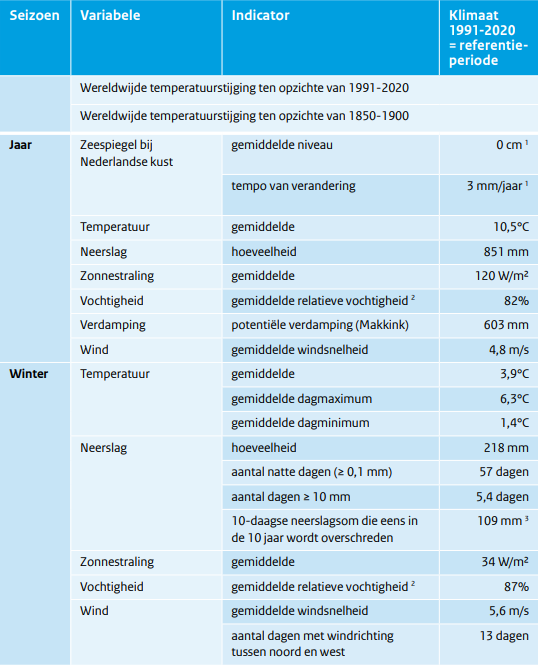 Seizoen Variabele Indicator Klimaat
1991-2020
= referentie-
periode
Wereldwijde temperatuurstijging ten opzichte van 1991-2020
Wereldwijde temperatuurstijging ten opzichte van 1850-1900
Jaar Zeespiegel bij gemiddelde niveau 0 cm ¹
Nederlandse kust
tempo van verandering 3 mm/jaar ¹
Temperatuur gemiddelde 10,5°C
Neerslag hoeveelheid 851 mm
Zonnestraling gemiddelde 120 W/m²
Vochtigheid gemiddelde relatieve vochtigheid ² 82%
Verdamping potentiële verdamping (Makkink) 603 mm
Wind gemiddelde windsnelheid 4,8 m/s
Winter Temperatuur gemiddelde 3,9°C
gemiddelde dagmaximum 6,3°C
gemiddelde dagminimum 1,4°C
Neerslag hoeveelheid 218 mm
aantal natte dagen (≥ 0,1 mm) 57 dagen
aantal dagen ≥ 10 mm 5,4 dagen
10-daagse neerslagsom die eens in 109 mm ³
de 10 jaar wordt overschreden
Zonnestraling gemiddelde 34 W/m²
Vochtigheid gemiddelde relatieve vochtigheid ² 87%
Wind gemiddelde windsnelheid 5,6 m/s
aantal dagen met windrichting 13 dagen
tussen noord en west